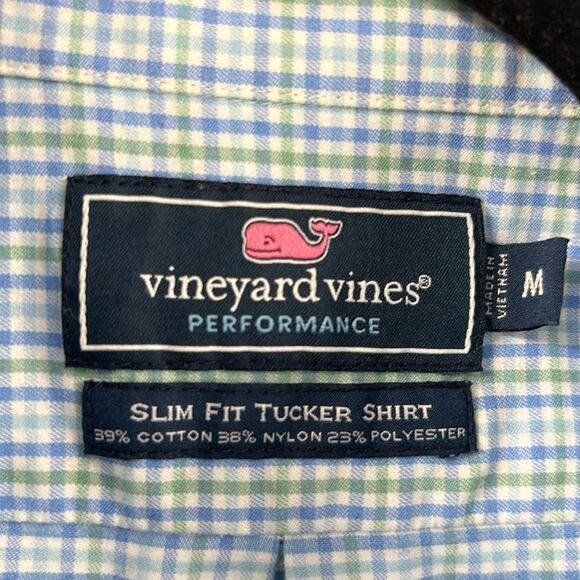 vineyard vines®
PERFORMANCE
MADE IN
VIETNAM
M
SLIM FIT TUCKER SHIRT
39% COTTON 38% NYLON 23% POLYESTER